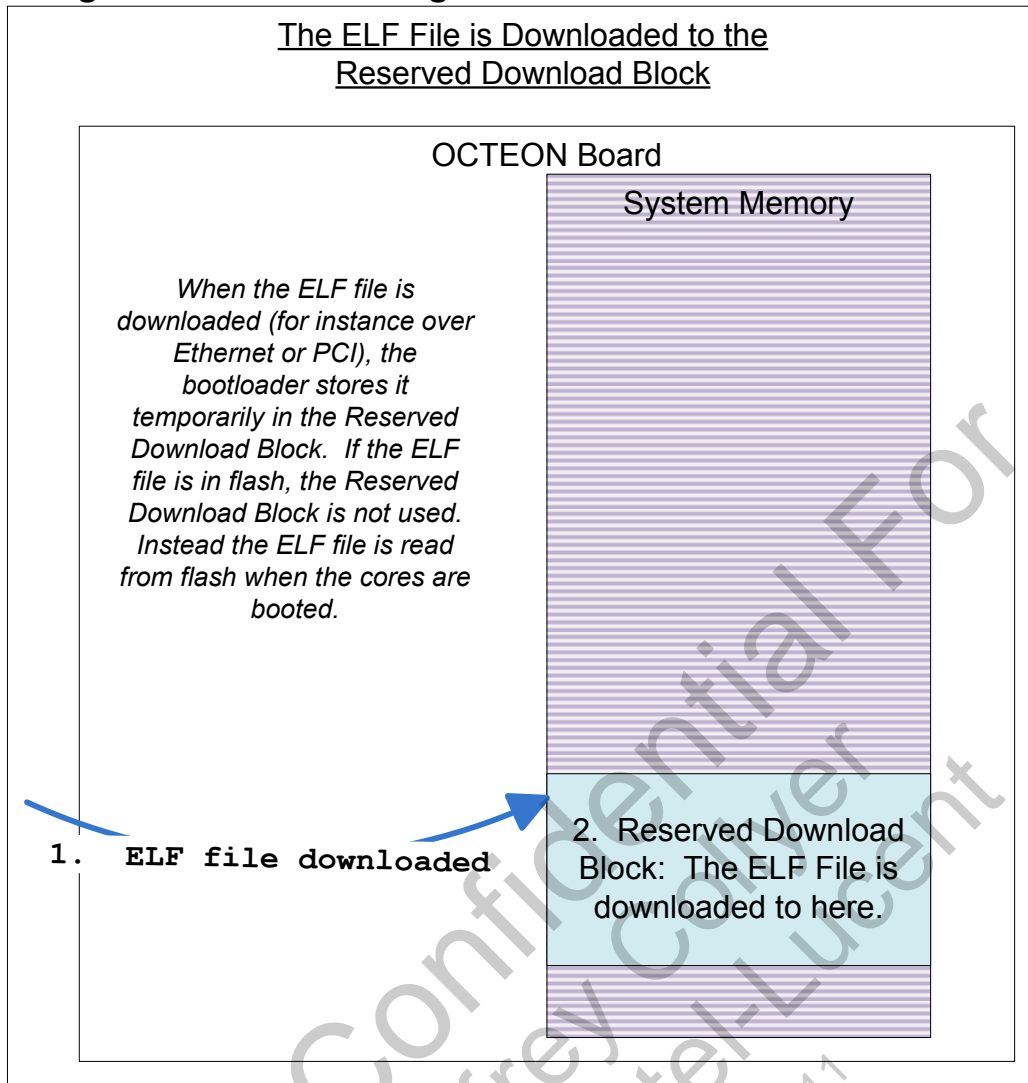 The ELF File is Downloaded to the
Reserved Download Block
OCTEON Board
System Memory
When the ELF file is
downloaded (for instance over
Ethernet or PCI), the
bootloader stores it
temporarily in the Reserved
Download Block. If the ELF
file is in flash, the Reserved
Download Block is not used.
Instead the ELF file is read
from flash when the cores are
booted.
1. ELF file downloaded
2. Reserved Download
Block: The ELF File is
downloaded to here.
Confidential For
Collyer